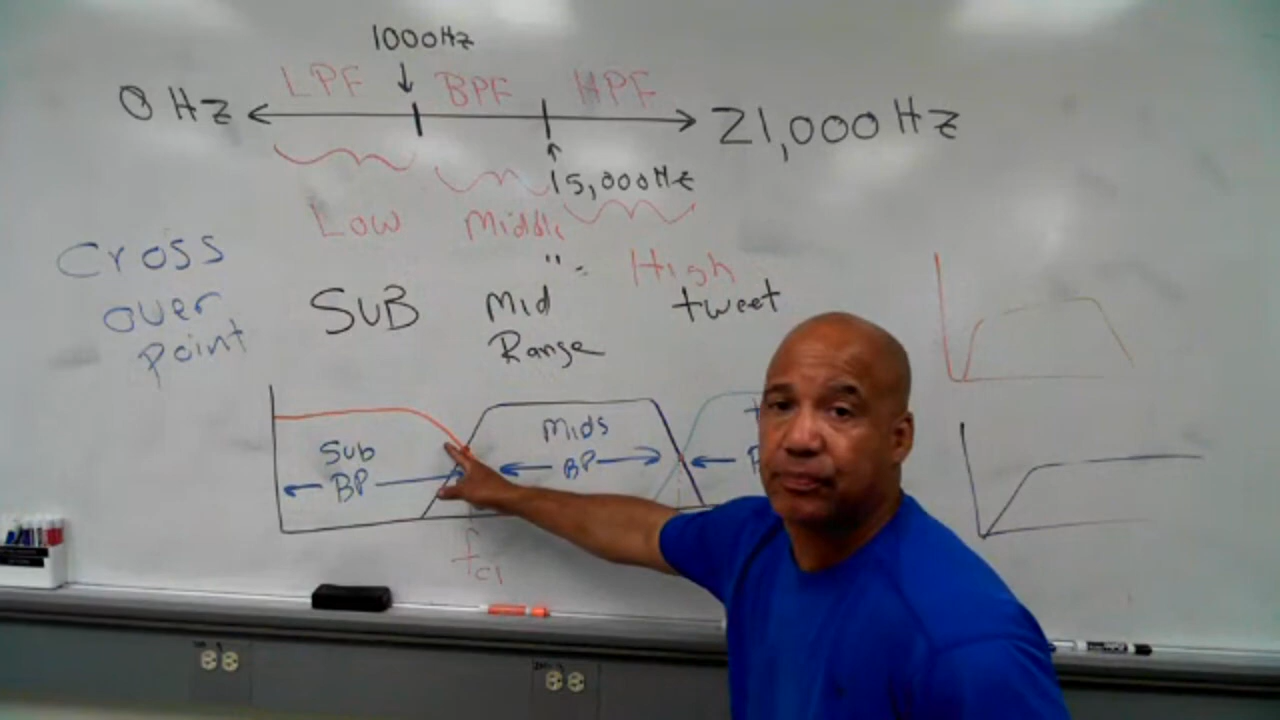 1000Hz
LPF BPF HPF
0 Hz 21,000 Hz
15,000Hz
Low Middle High
Cross
over
Point
SUB Mid
Range
tweet
Sub
BP
Mids
BP
fc1